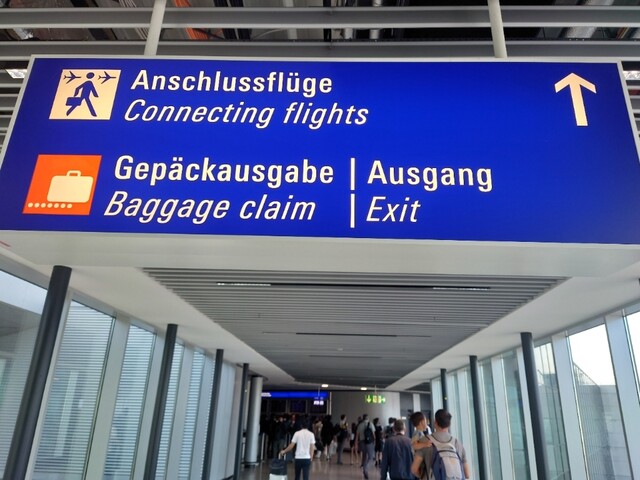 Anschlussflüge
Connecting flights
Gepäckausgabe | Ausgang
Baggage claim | Exit